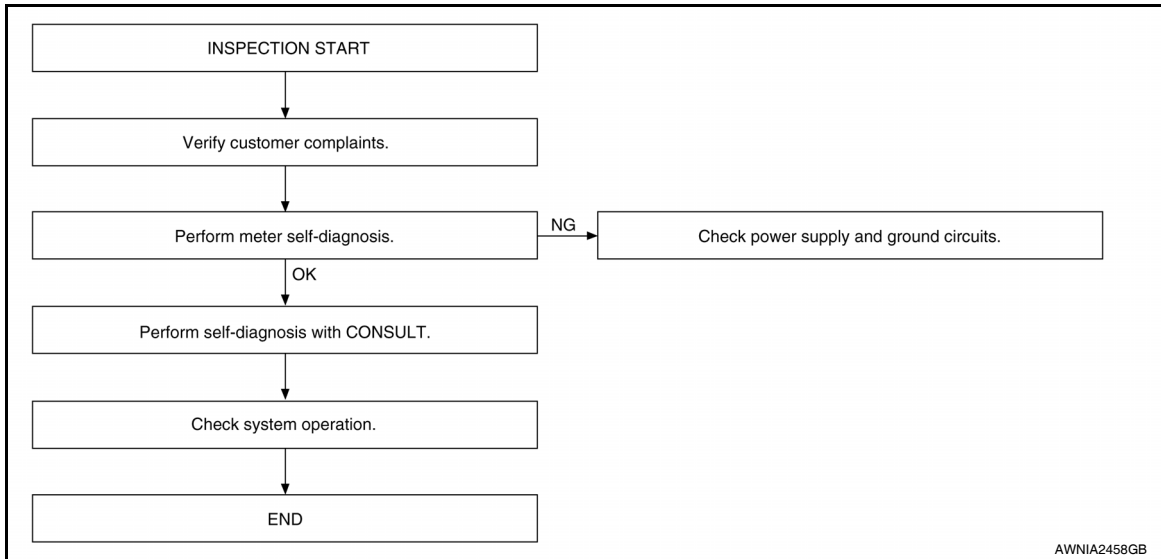 INSPECTION START
Verify customer complaints.
Perform meter self-diagnosis.
NG
Check power supply and ground circuits.
OK
Perform self-diagnosis with CONSULT.
Check system operation.
END
AWNIA2458GB